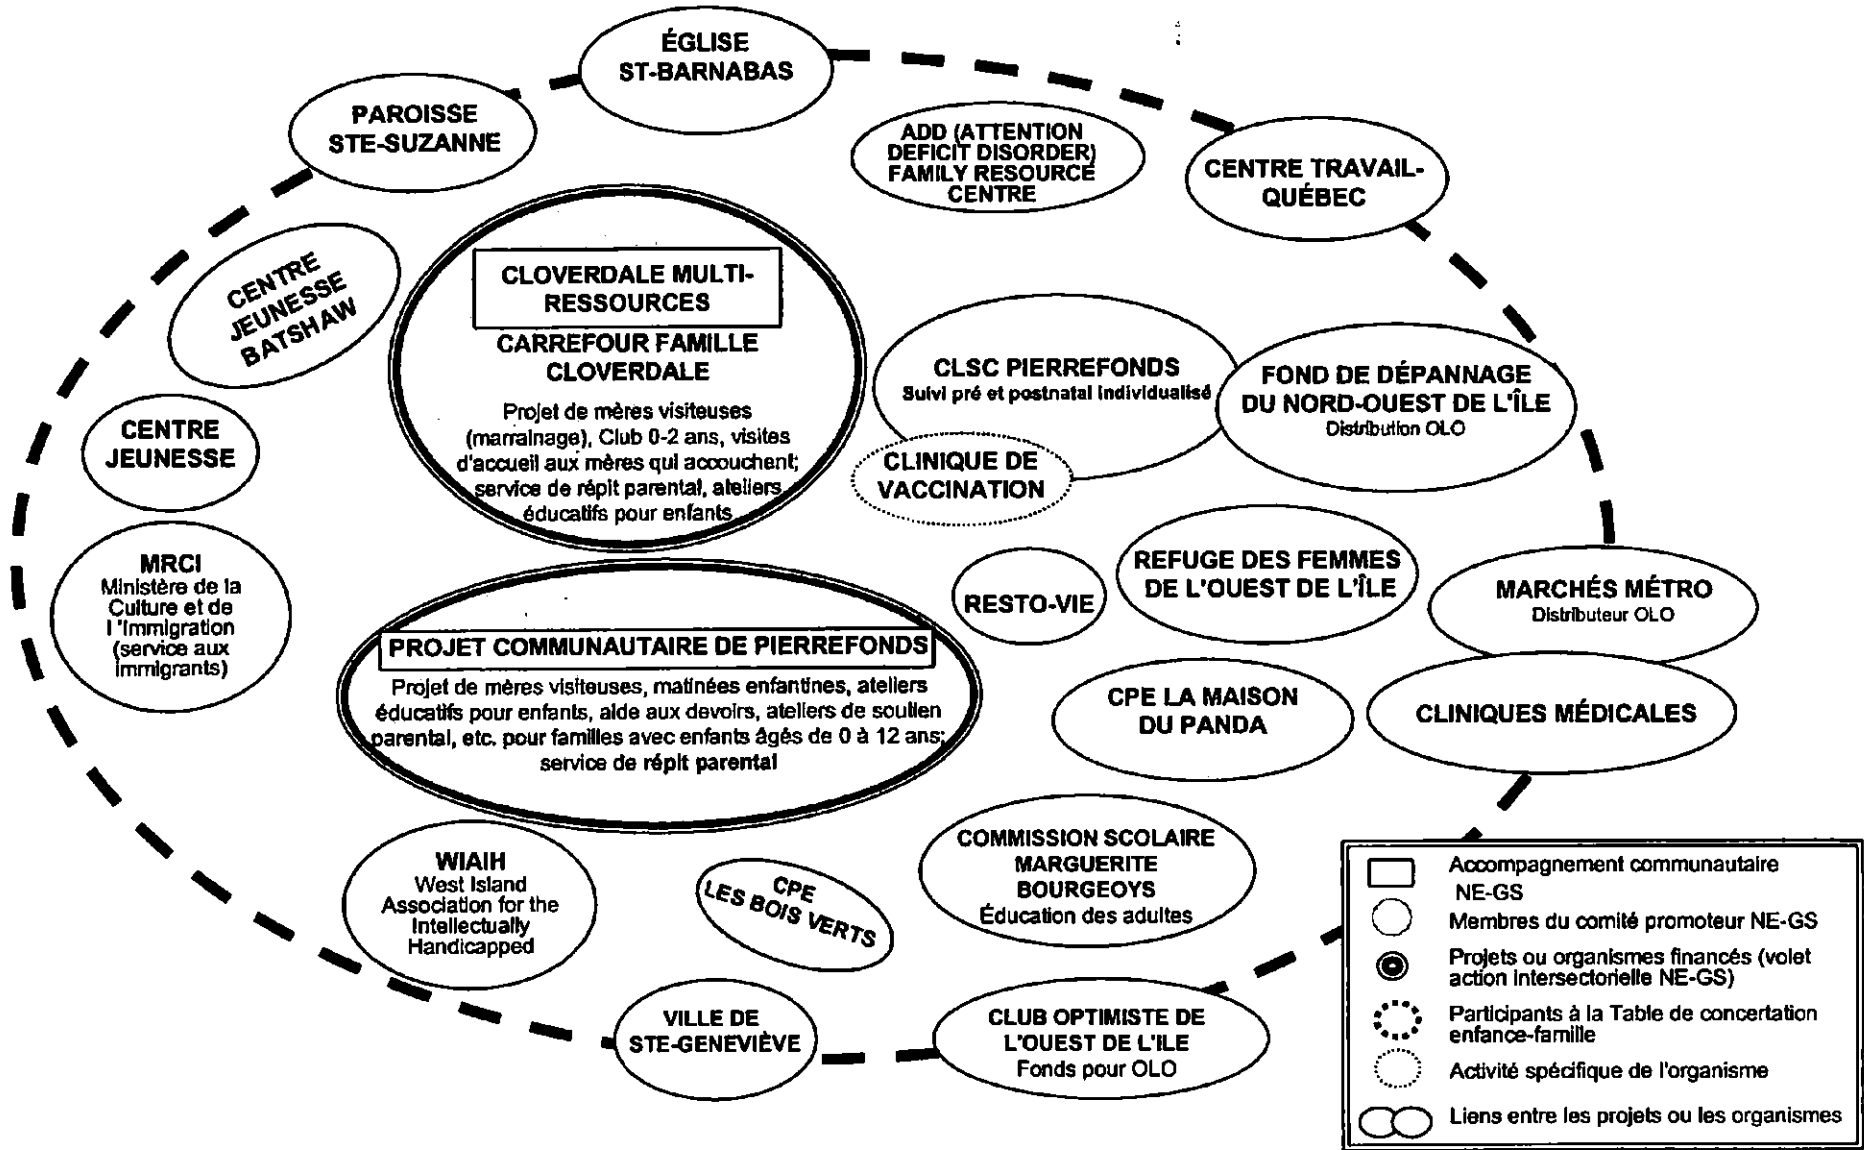 ÉGLISE
ST-BARNABAS
PAROISSE
STE-SUZANNE
ADD (ATTENTION
DEFICIT DISORDER)
FAMILY RESOURCE
CENTRE
CENTRE TRAVAIL-
QUÉBEC
CENTRE
JEUNESSE
BATSHAW
CLOVERDALE MULTI-
RESSOURCES
CARREFOUR FAMILLE
CLOVERDALE
Projet de mères visiteuses
(marrainage), Club 0-2 ans, visites
d'accueil aux mères qui accouchent;
service de répit parental, ateliers
éducatifs pour enfants
CLSC PIERREFONDS
Suivi pré et postnatal individualisé
CLINIQUE DE
VACCINATION
FOND DE DÉPANNAGE
DU NORD-OUEST DE L'ÎLE
Distribution OLO
CENTRE
JEUNESSE
MRCI
Ministère de la
Culture et de
l'Immigration
(service aux
immigrants)
RESTO-VIE
REFUGE DES FEMMES
DE L'OUEST DE L'ÎLE
MARCHÉS MÉTRO
Distributeur OLO
PROJET COMMUNAUTAIRE DE PIERREFONDS
Projet de mères visiteuses, matinées enfantines, ateliers
éducatifs pour enfants, aide aux devoirs, ateliers de soutien
parental, etc. pour familles avec enfants âgés de 0 à 12 ans;
service de répit parental
CPE LA MAISON
DU PANDA
CLINIQUES MÉDICALES
WIAIH
West Island
Association for the
Intellectually
Handicapped
CPE
LES BOIS VERTS
COMMISSION SCOLAIRE
MARGUERITE
BOURGEOYS
Éducation des adultes
VILLE DE
STE-GENEVIÈVE
CLUB OPTIMISTE DE
L'OUEST DE L'ILE
Fonds pour OLO
Accompagnement communautaire
NE-GS
Membres du comité promoteur NE-GS
Projets ou organismes financés (volet
action intersectorielle NE-GS)
Participants à la Table de concertation
enfance-famille
Activité spécifique de l'organisme
Liens entre les projets ou les organismes